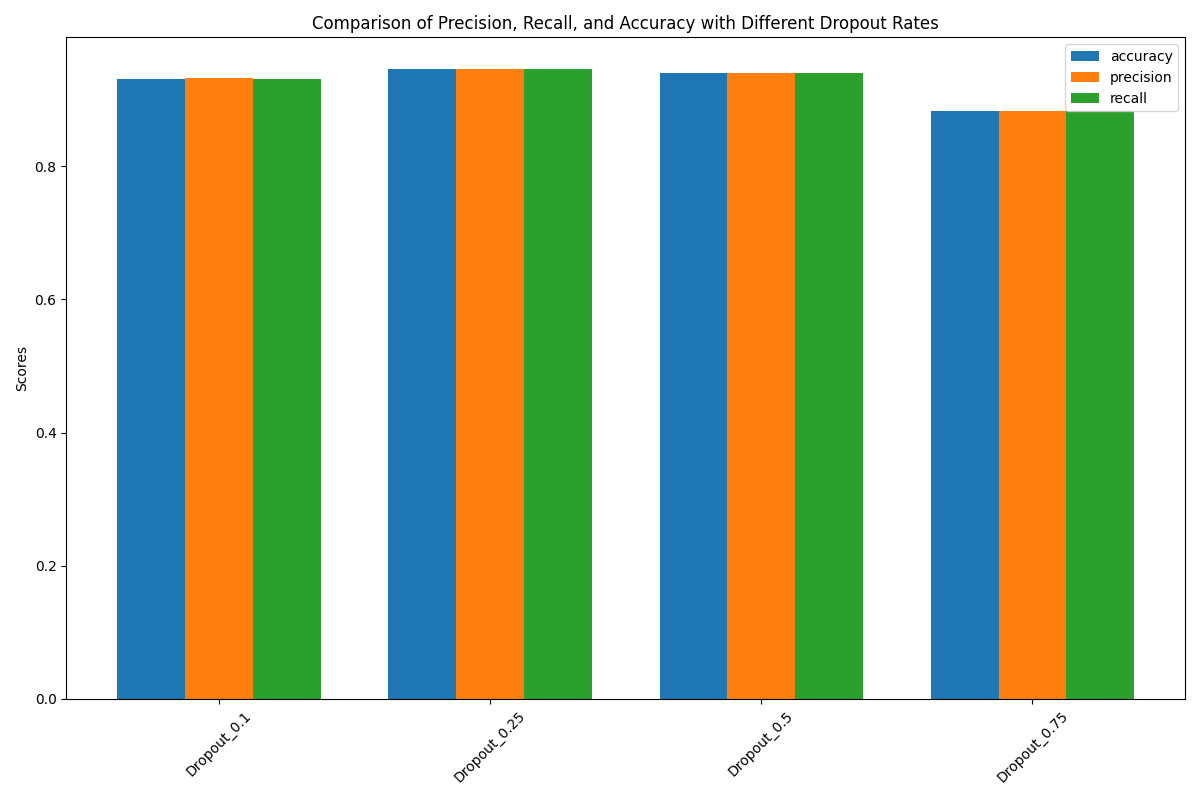 Comparison of Precision, Recall, and Accuracy with Different Dropout Rates
accuracy
precision
recall
0.8
0.6
0.4
0.2
0.0
Scores
Dropout_0.1
Dropout_0.25
Dropout_0.5
Dropout_0.75